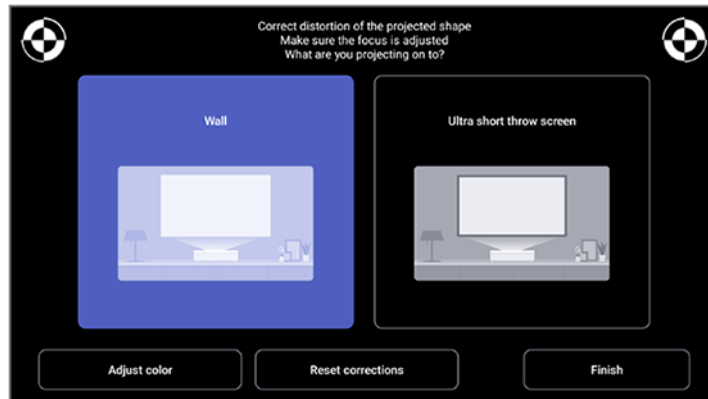 Correct distortion of the projected shape
Make sure the focus is adjusted
What are you projecting on to?
Wall
Ultra short throw screen
Adjust color
Reset corrections
Finish